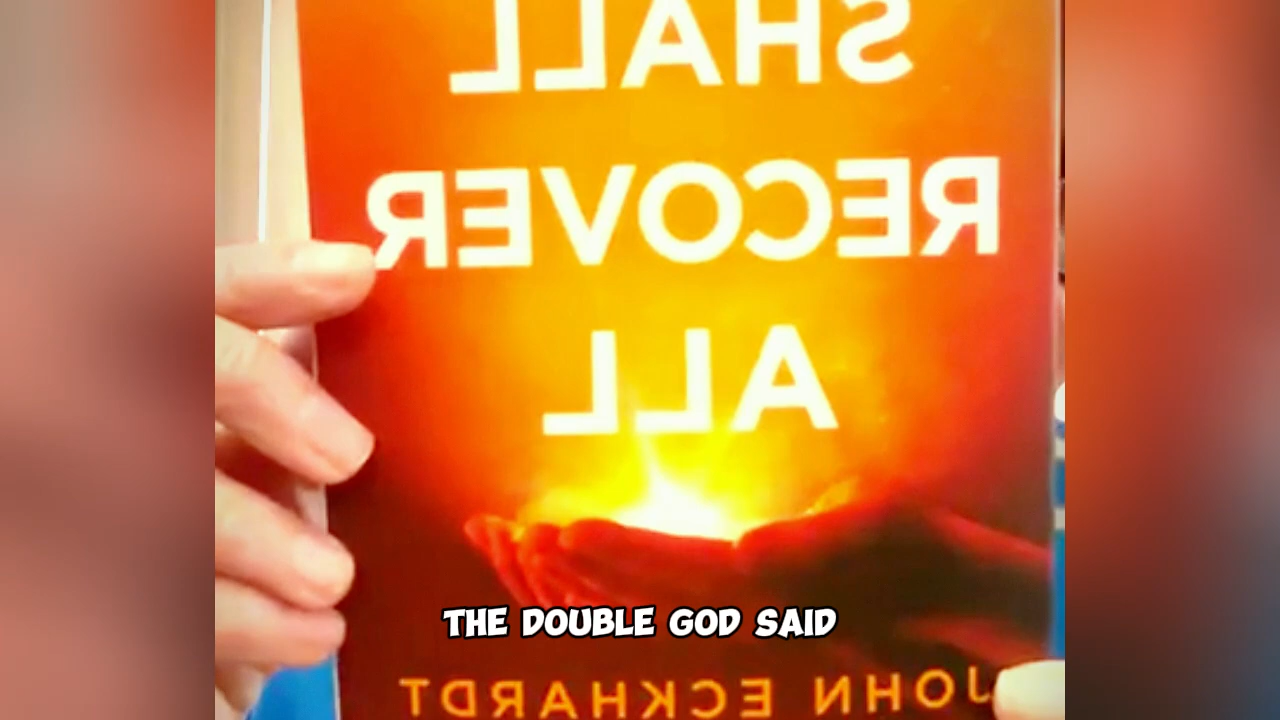 SHALL
RECOVER
ALL
THE DOUBLE GOD SAID
JOHN ECKHARDT